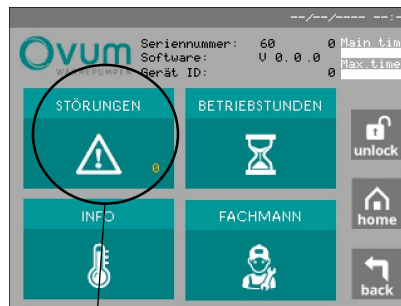 --/--/---- --:
Ovum
WÄRMEPUMPEN
Seriennummer: 60 0
Software: V 0.0.0
Gerät ID: 0
Main tim
Max.time
STÖRUNGEN
0
BETRIEBSTUNDEN
unlock
INFO
FACHMANN
home
back